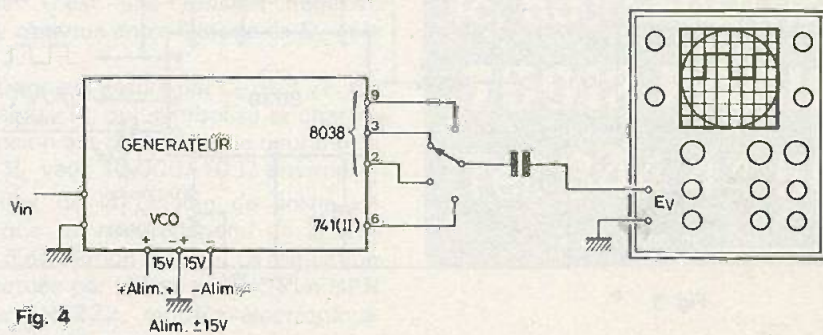 9
8038
3
GENERATEUR
2
Vin
VCO
741(II)
6
EV
+ - + -
15V 15V
+Alim.+ -Alim.-
Fig. 4
Alim. ±15V